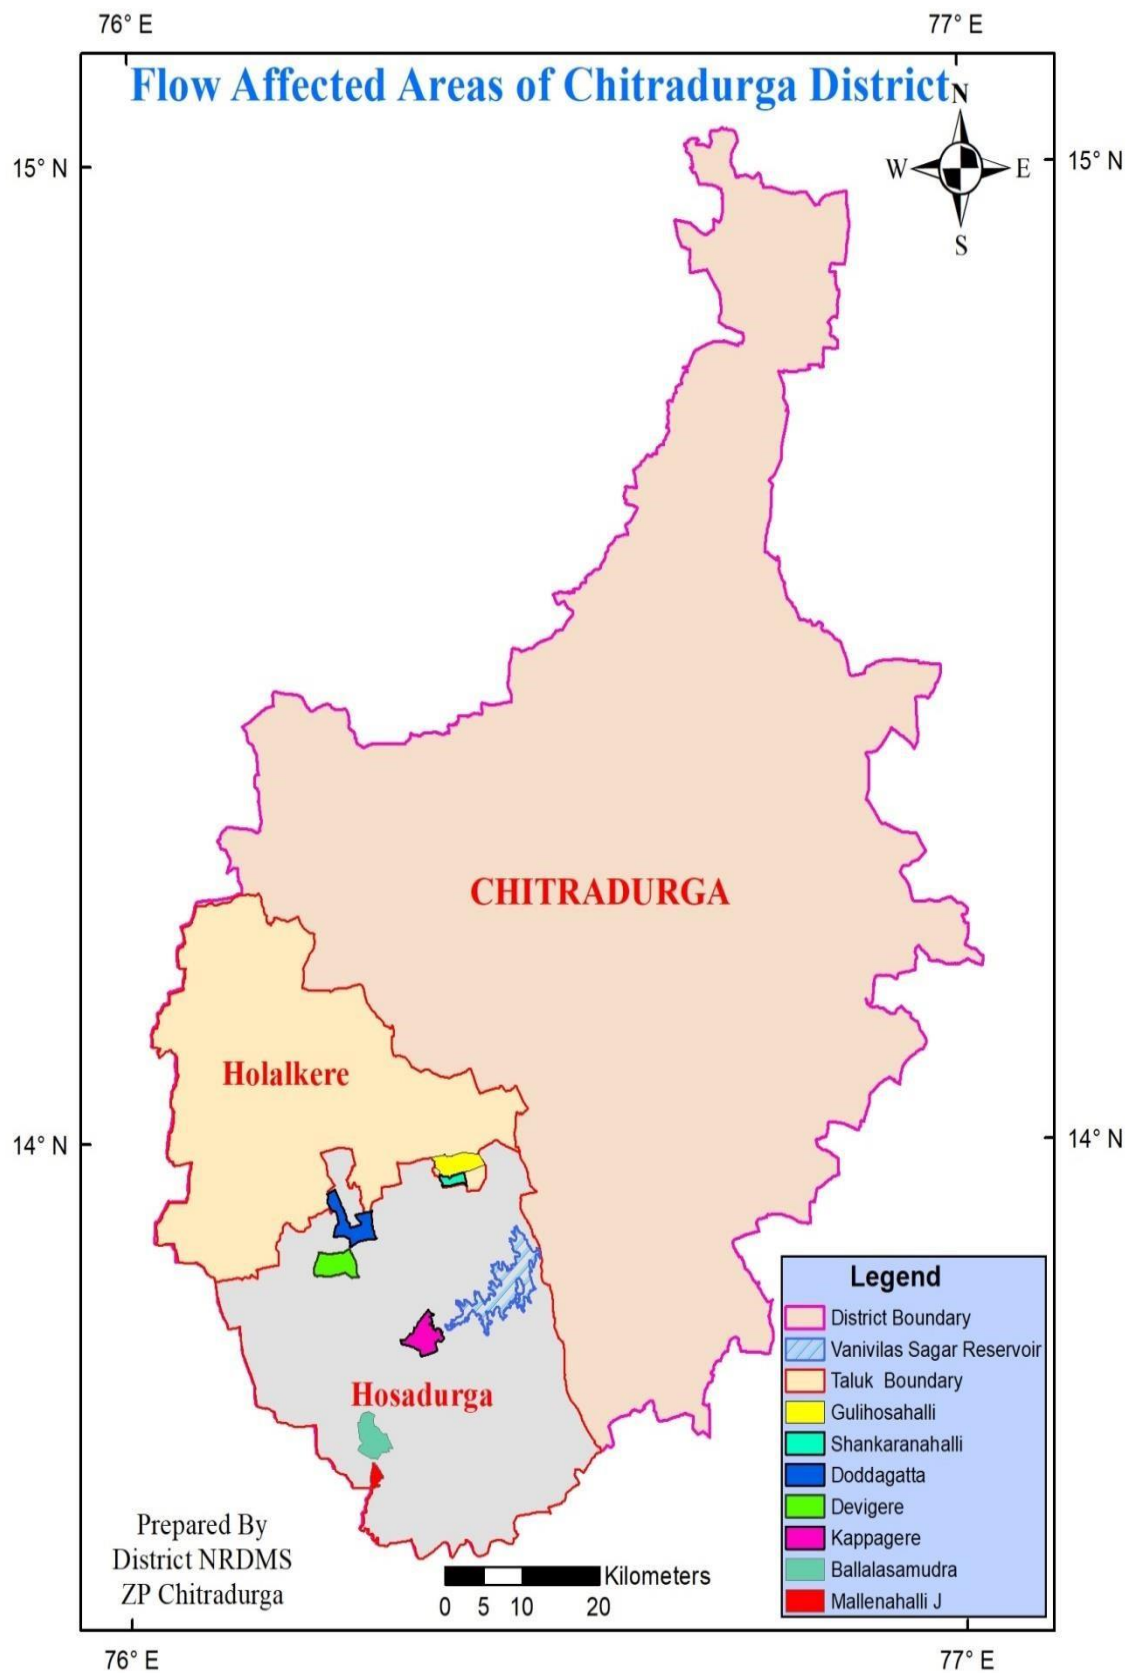 76° E
77° E
Flow Affected Areas of Chitradurga District
N
W
E
S
15° N
15° N
CHITRADURGA
Holalkere
14° N
14° N
Hosadurga
Legend
District Boundary
Vanivilas Sagar Reservoir
Taluk Boundary
Gulihosahalli
Shankaranahalli
Doddagatta
Devigere
Kappagere
Ballalasamudra
Mallenahalli J
Prepared By
District NRDMS
ZP Chitradurga
Kilometers
0 5 10 20
76° E
77° E